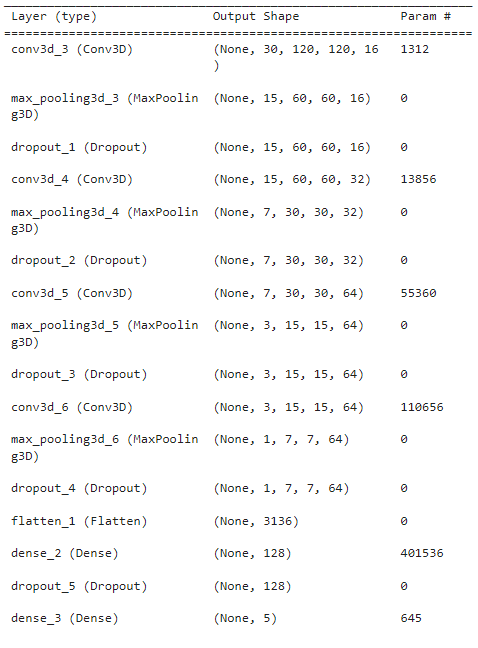 Layer (type) Output Shape Param #
conv3d_3 (Conv3D) (None, 30, 120, 120, 16 1312
)
max_pooling3d_3 (MaxPoolin (None, 15, 60, 60, 16) 0
g3D)
dropout_1 (Dropout) (None, 15, 60, 60, 16) 0
conv3d_4 (Conv3D) (None, 15, 60, 60, 32) 13856
max_pooling3d_4 (MaxPoolin (None, 7, 30, 30, 32) 0
g3D)
dropout_2 (Dropout) (None, 7, 30, 30, 32) 0
conv3d_5 (Conv3D) (None, 7, 30, 30, 64) 55360
max_pooling3d_5 (MaxPoolin (None, 3, 15, 15, 64) 0
g3D)
dropout_3 (Dropout) (None, 3, 15, 15, 64) 0
conv3d_6 (Conv3D) (None, 3, 15, 15, 64) 110656
max_pooling3d_6 (MaxPoolin (None, 1, 7, 7, 64) 0
g3D)
dropout_4 (Dropout) (None, 1, 7, 7, 64) 0
flatten_1 (Flatten) (None, 3136) 0
dense_2 (Dense) (None, 128) 401536
dropout_5 (Dropout) (None, 128) 0
dense_3 (Dense) (None, 5) 645